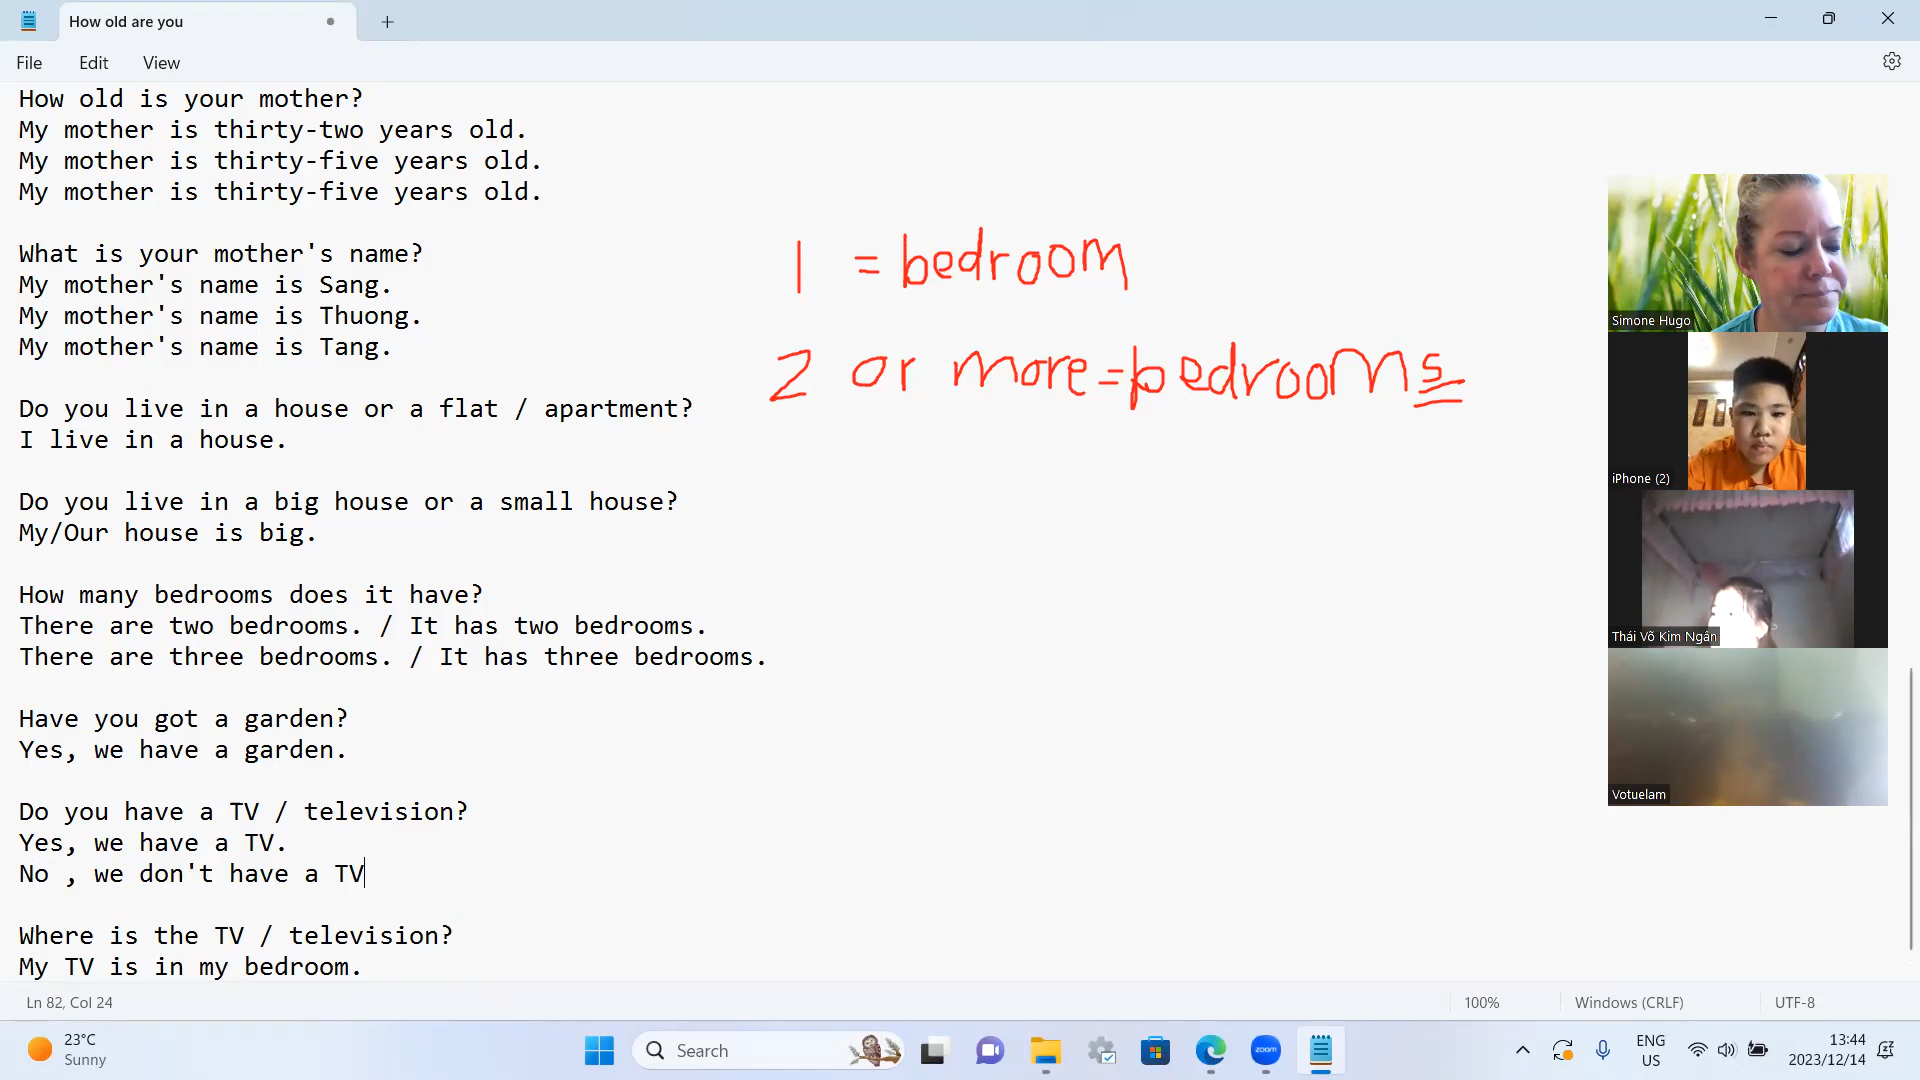 How old are you
File Edit View
How old is your mother?
My mother is thirty-two years old.
My mother is thirty-five years old.
My mother is thirty-five years old.
What is your mother's name?
My mother's name is Sang.
My mother's name is Thuong.
My mother's name is Tang.
Do you live in a house or a flat / apartment?
I live in a house.
Do you live in a big house or a small house?
My/Our house is big.
How many bedrooms does it have?
There are two bedrooms. / It has two bedrooms.
There are three bedrooms. / It has three bedrooms.
Have you got a garden?
Yes, we have a garden.
Do you have a TV / television?
Yes, we have a TV.
No , we don't have a TV
Where is the TV / television?
My TV is in my bedroom.
1 = bedroom
2 or more = bedrooms
Simone Hugo
iPhone (2)
Thái Võ Kim Ngân
Votuelam
Ln 82, Col 24
100%
Windows (CRLF)
UTF-8
23°C
Sunny
Search
zoom
ENG
US
13:44
2023/12/14